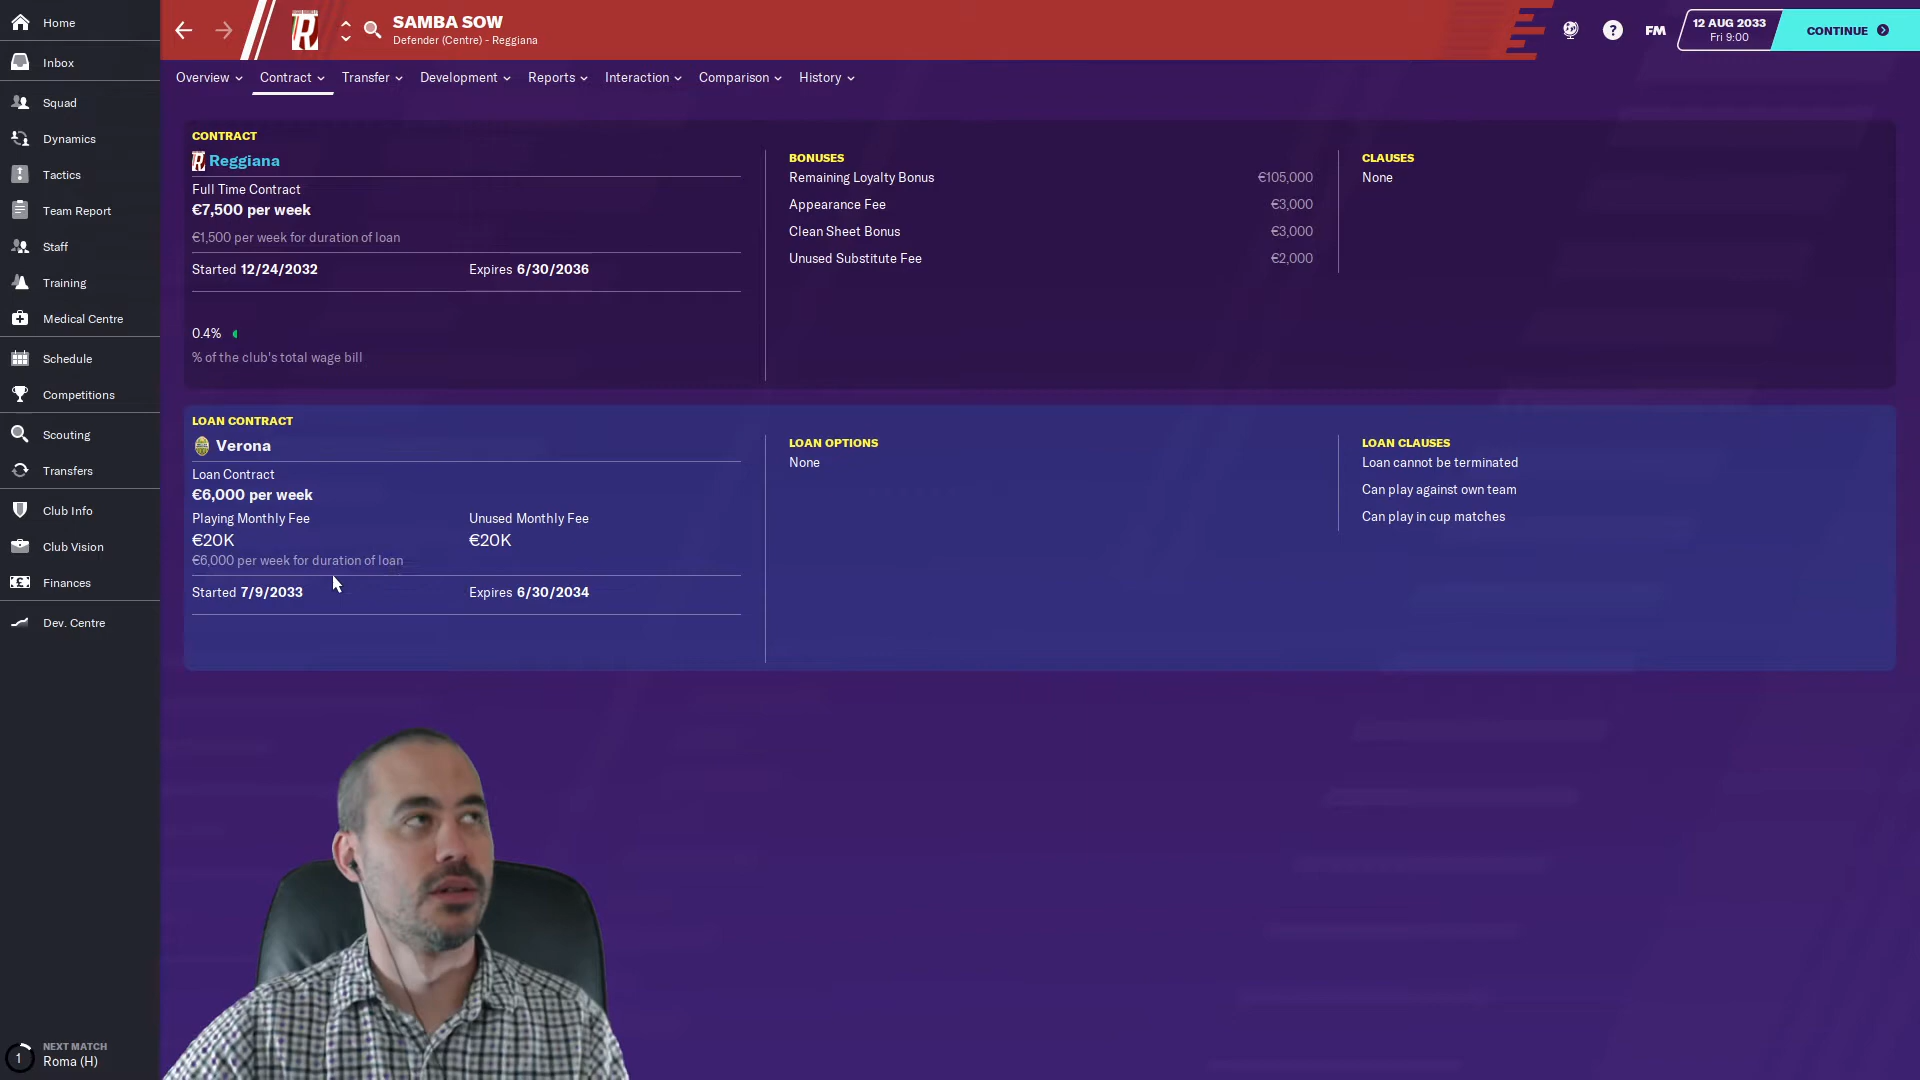 Home
Inbox
Squad
Dynamics
Tactics
Team Report
Staff
Training
Medical Centre
Schedule
Competitions
Scouting
Transfers
Club Info
Club Vision
Finances
Dev. Centre
1
NEXT MATCH
Roma (H)
R
SAMBA SOW
Defender (Centre) - Reggiana
?
FM
12 AUG 2033
Fri 9:00
CONTINUE
Overview
Contract
Transfer
Development
Reports
Interaction
Comparison
History
CONTRACT
Reggiana
Full Time Contract
€7,500 per week
€1,500 per week for duration of loan
Started 12/24/2032
Expires 6/30/2036
0.4%
% of the club's total wage bill
BONUSES
Remaining Loyalty Bonus €105,000
Appearance Fee €3,000
Clean Sheet Bonus €3,000
Unused Substitute Fee €2,000
CLAUSES
None
LOAN CONTRACT
Verona
Loan Contract
€6,000 per week
Playing Monthly Fee
€20K
Unused Monthly Fee
€20K
€6,000 per week for duration of loan
Started 7/9/2033
Expires 6/30/2034
LOAN OPTIONS
None
LOAN CLAUSES
Loan cannot be terminated
Can play against own team
Can play in cup matches